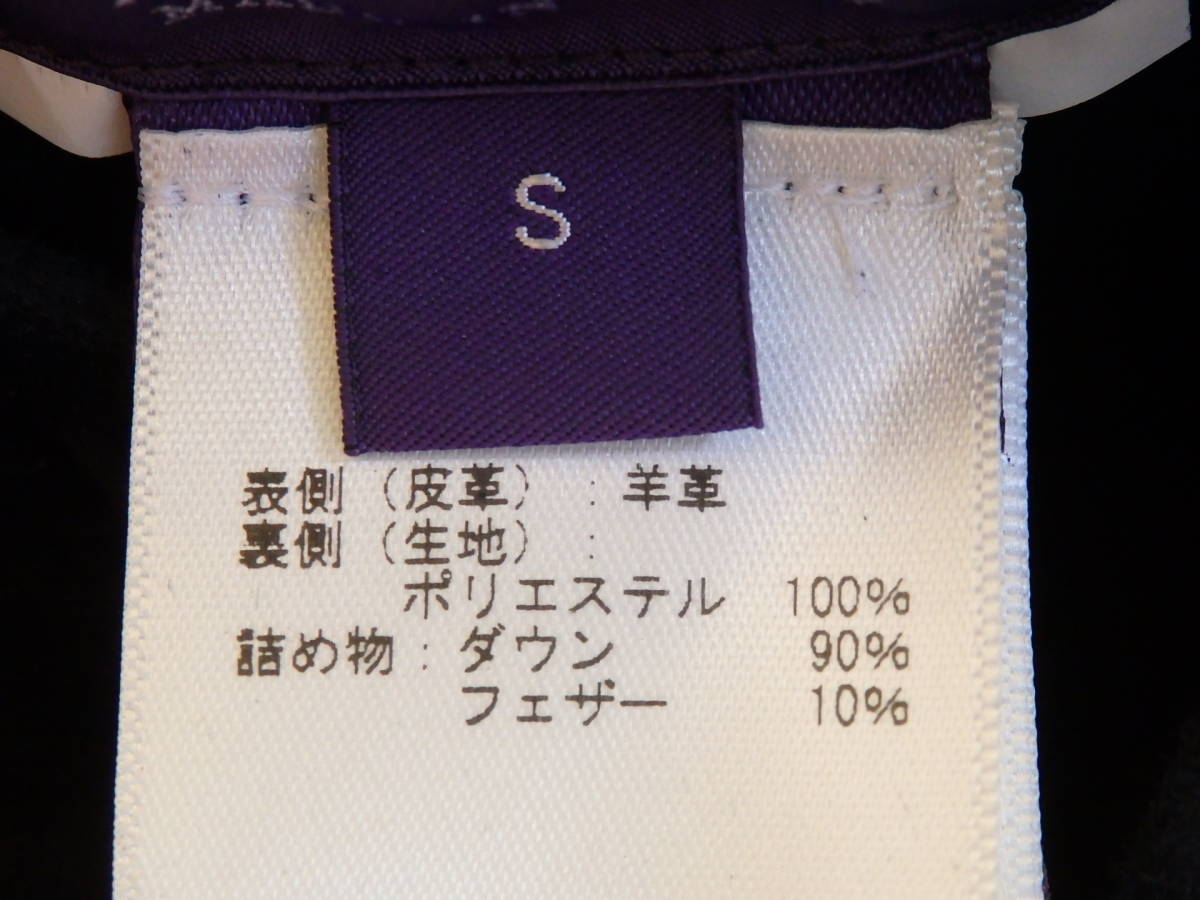 S
表側（皮革）：羊革
裏側（生地）：
ポリエステル 100%
詰め物：ダウン 90%
フェザー 10%